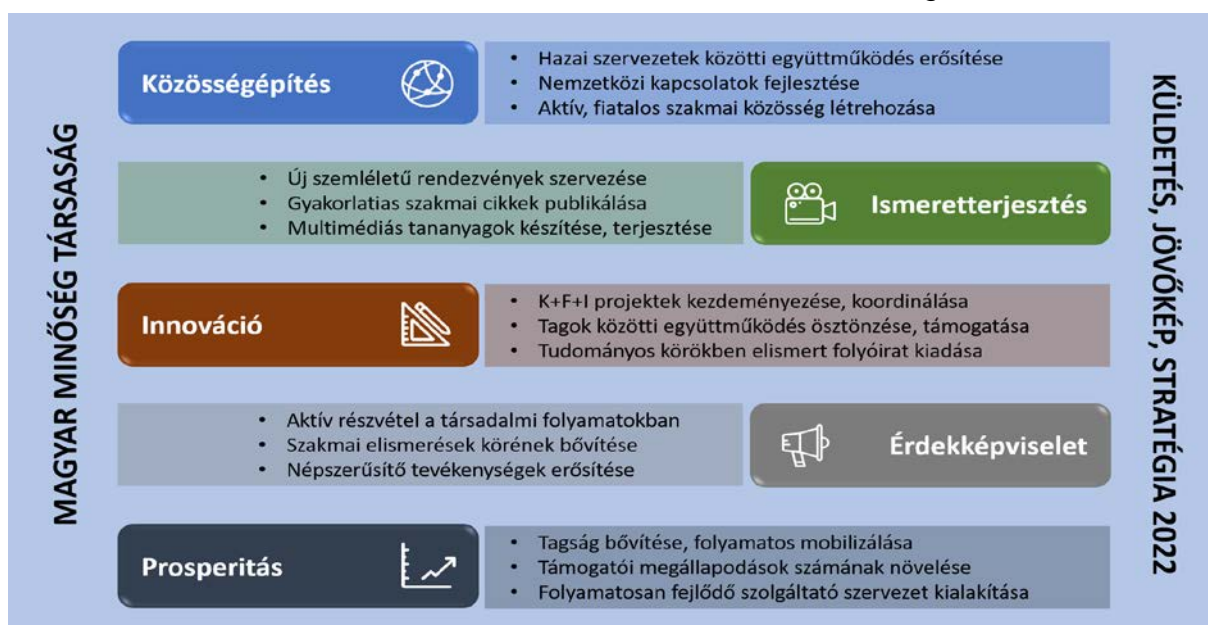 MAGYAR MINŐSÉG TÁRSASÁG
Közösségépítés
• Hazai szervezetek közötti együttműködés erősítése
• Nemzetközi kapcsolatok fejlesztése
• Aktív, fiatalos szakmai közösség létrehozása
• Új szemléletű rendezvények szervezése
• Gyakorlatias szakmai cikkek publikálása
• Multimédiás tananyagok készítése, terjesztése
Ismeretterjesztés
Innováció
• K+F+I projektek kezdeményezése, koordinálása
• Tagok közötti együttműködés ösztönzése, támogatása
• Tudományos körökben elismert folyóirat kiadása
• Aktív részvétel a társadalmi folyamatokban
• Szakmai elismerések körének bővítése
• Népszerűsítő tevékenységek erősítése
Érdekképviselet
Prosperitás
• Tagság bővítése, folyamatos mobilizálása
• Támogatói megállapodások számának növelése
• Folyamatosan fejlődő szolgáltató szervezet kialakítása
KÜLDETÉS, JÖVŐKÉP, STRATÉGIA 2022